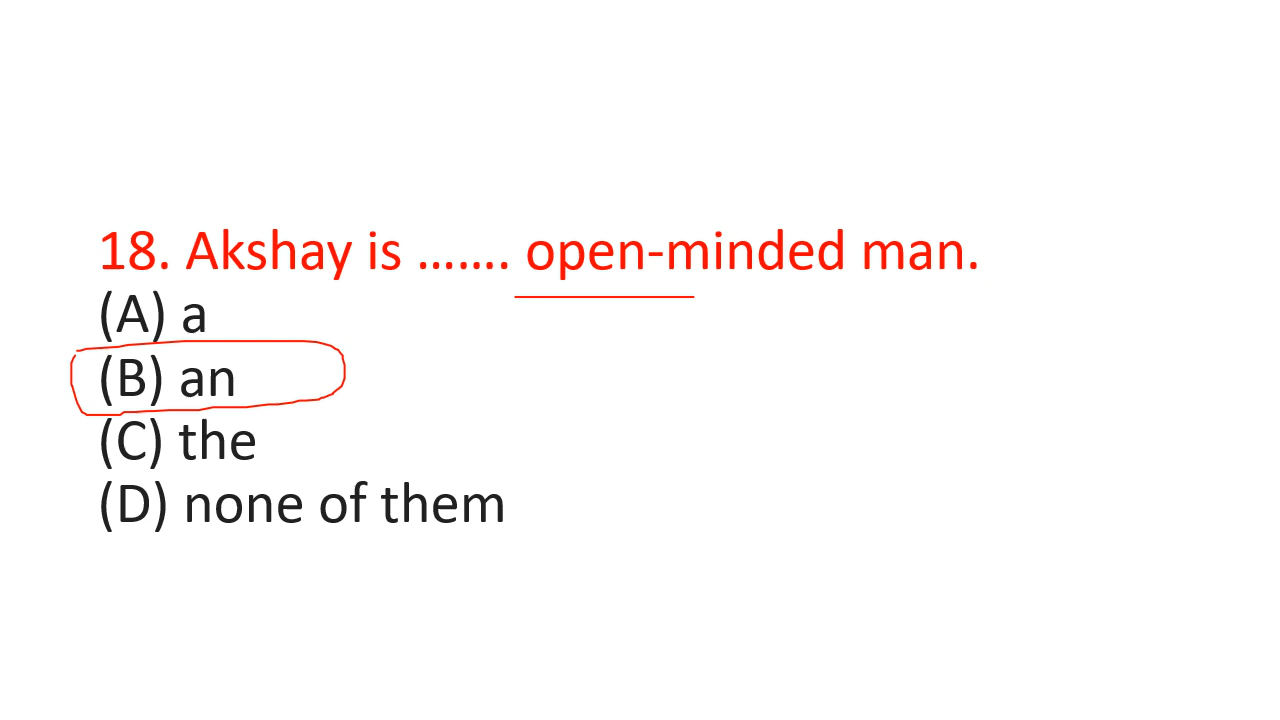 18. Akshay is ……. open-minded man.
(A) a
(B) an
(C) the
(D) none of them